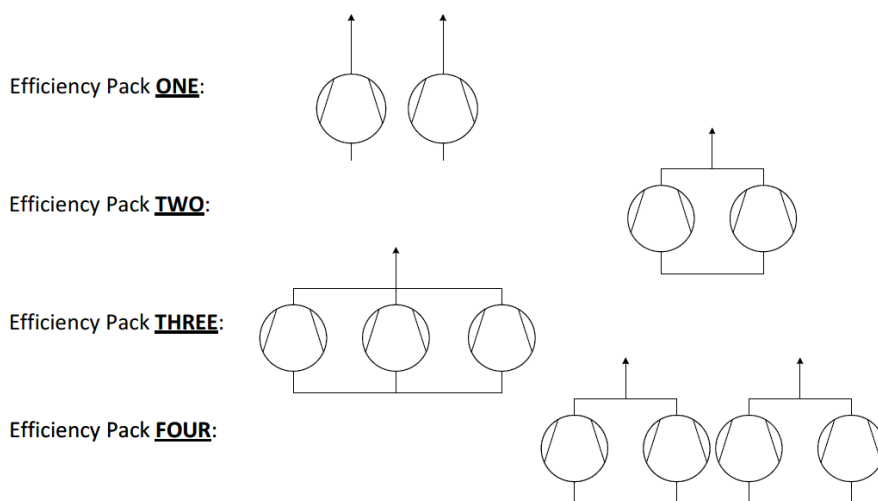 Efficiency Pack ONE:
Efficiency Pack TWO:
Efficiency Pack THREE:
Efficiency Pack FOUR: